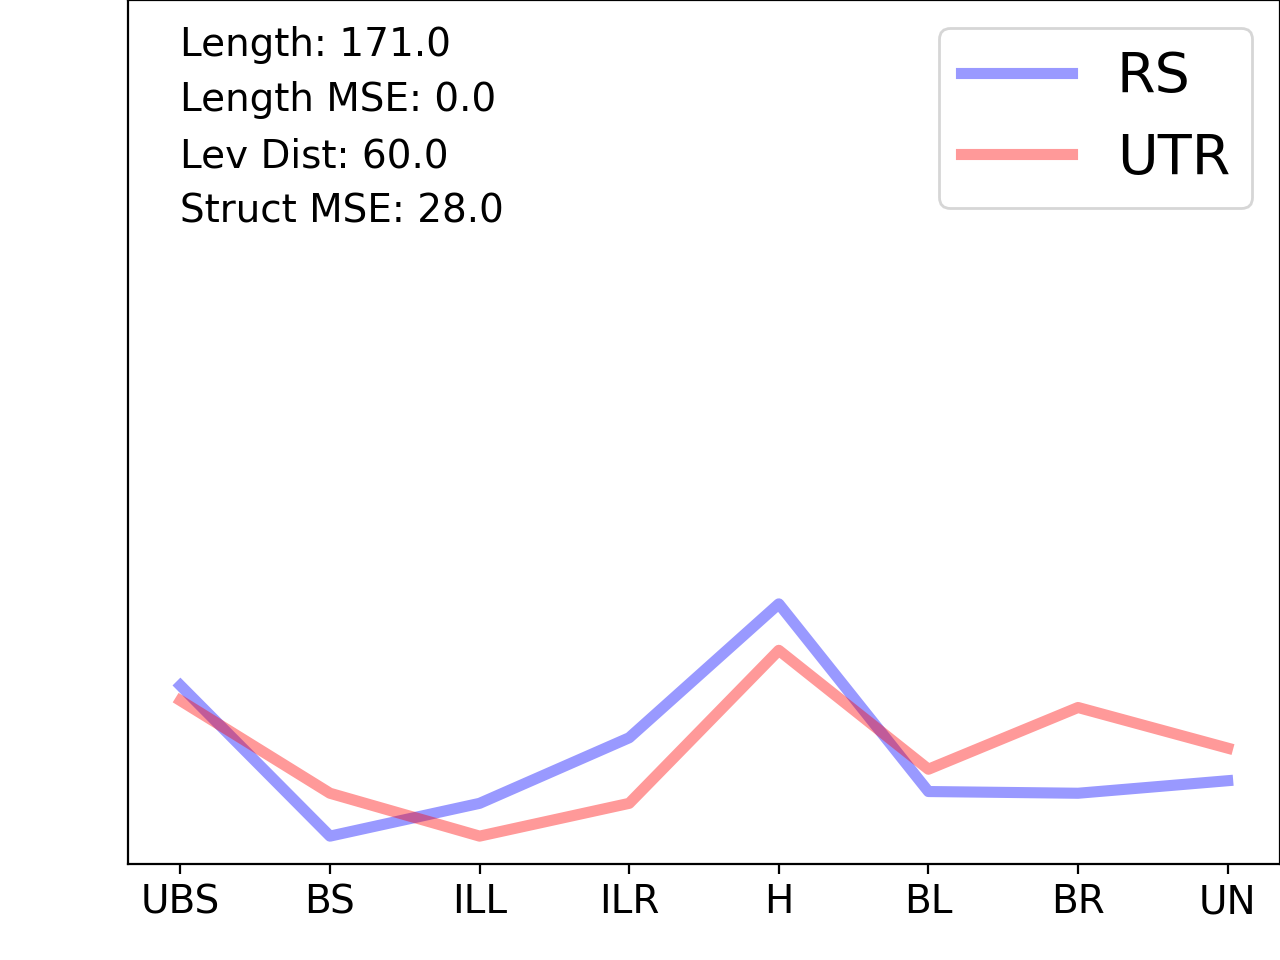 Length: 171.0
Length MSE: 0.0
Lev Dist: 60.0
Struct MSE: 28.0
RS
UTR
UBS BS ILL ILR H BL BR UN